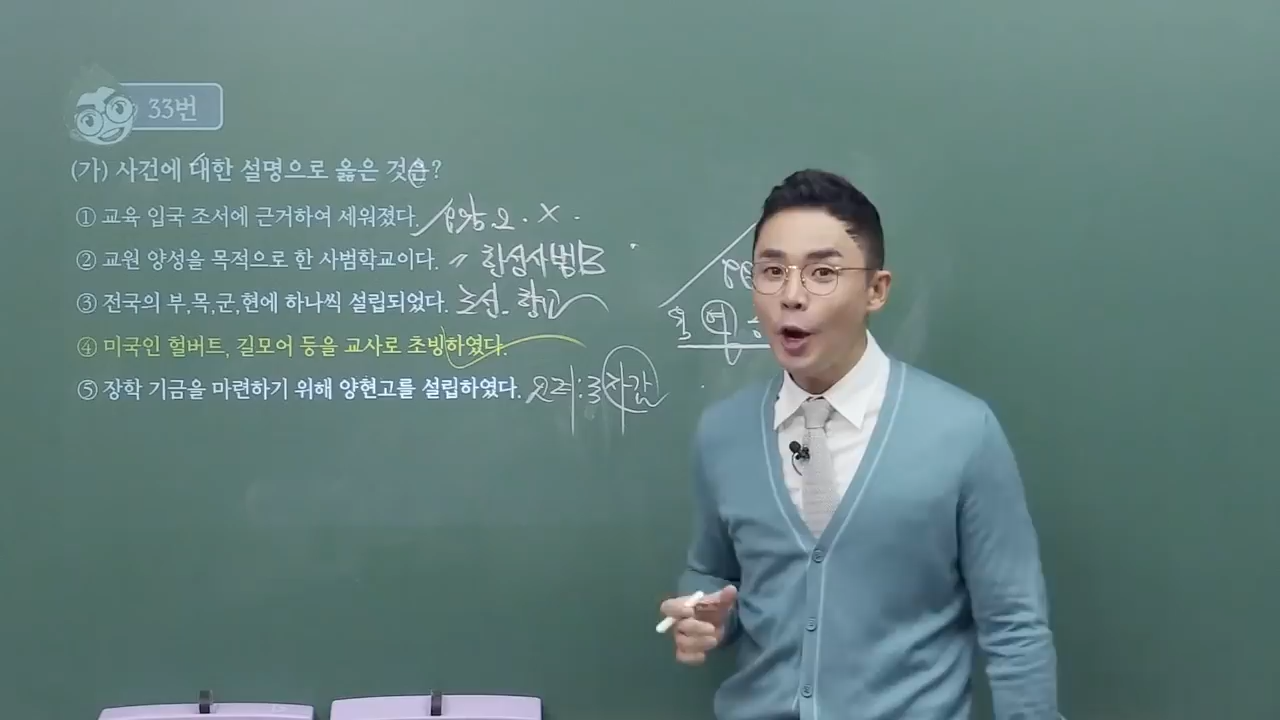 33번
(가) 사건에 대한 설명으로 옳은 것은?
① 교육 입국 조서에 근거하여 세워졌다.
② 교원 양성을 목적으로 한 사범학교이다. 〃 한성사범
③ 전국의 부,목,군,현에 하나씩 설립되었다. 조선. 향교
④ 미국인 헐버트, 길모어 등을 교사로 초빙하였다.
⑤ 장학 기금을 마련하기 위해 양현고를 설립하였다.